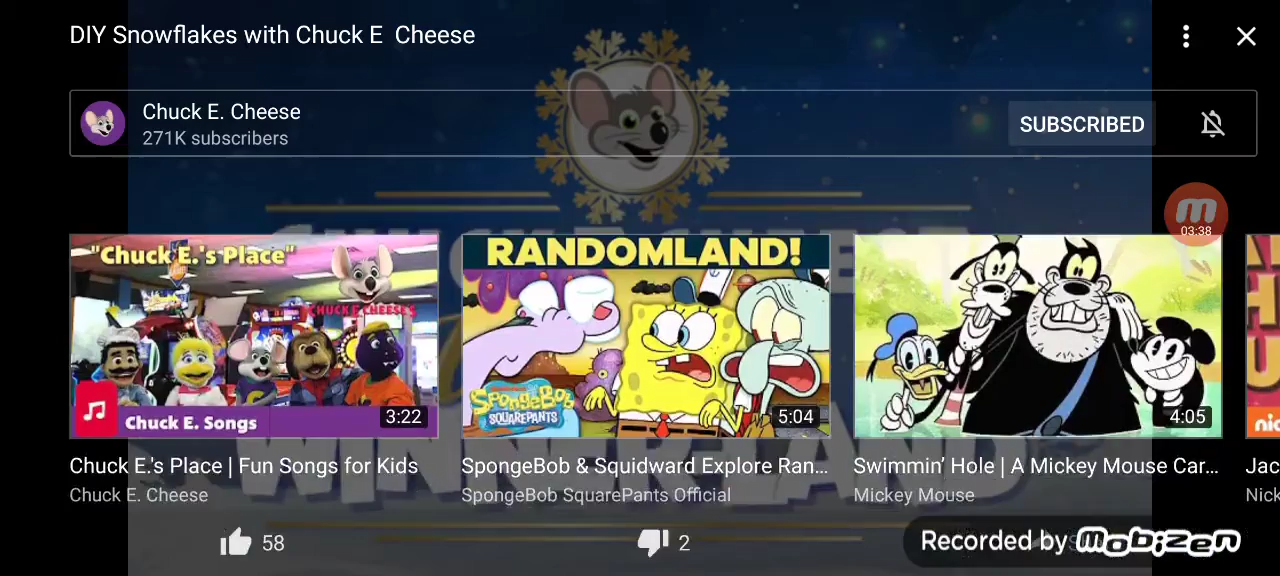 DIY Snowflakes with Chuck E  Cheese
Chuck E. Cheese
271K subscribers
SUBSCRIBED
03:38
"Chuck E.'s Place"
CHUCK E CHEESE'S
Chuck E. Songs
3:22
RANDOMLAND!
SPONGEBOB
SQUAREPANTS
5:04
4:05
nic
Chuck E.'s Place | Fun Songs for Kids
Chuck E. Cheese
SpongeBob & Squidward Explore Ran...
SpongeBob SquarePants Official
Swimmin' Hole | A Mickey Mouse Car...
Mickey Mouse
Jac
Nick
WINNERLAND
58
2
Recorded by Mobizen